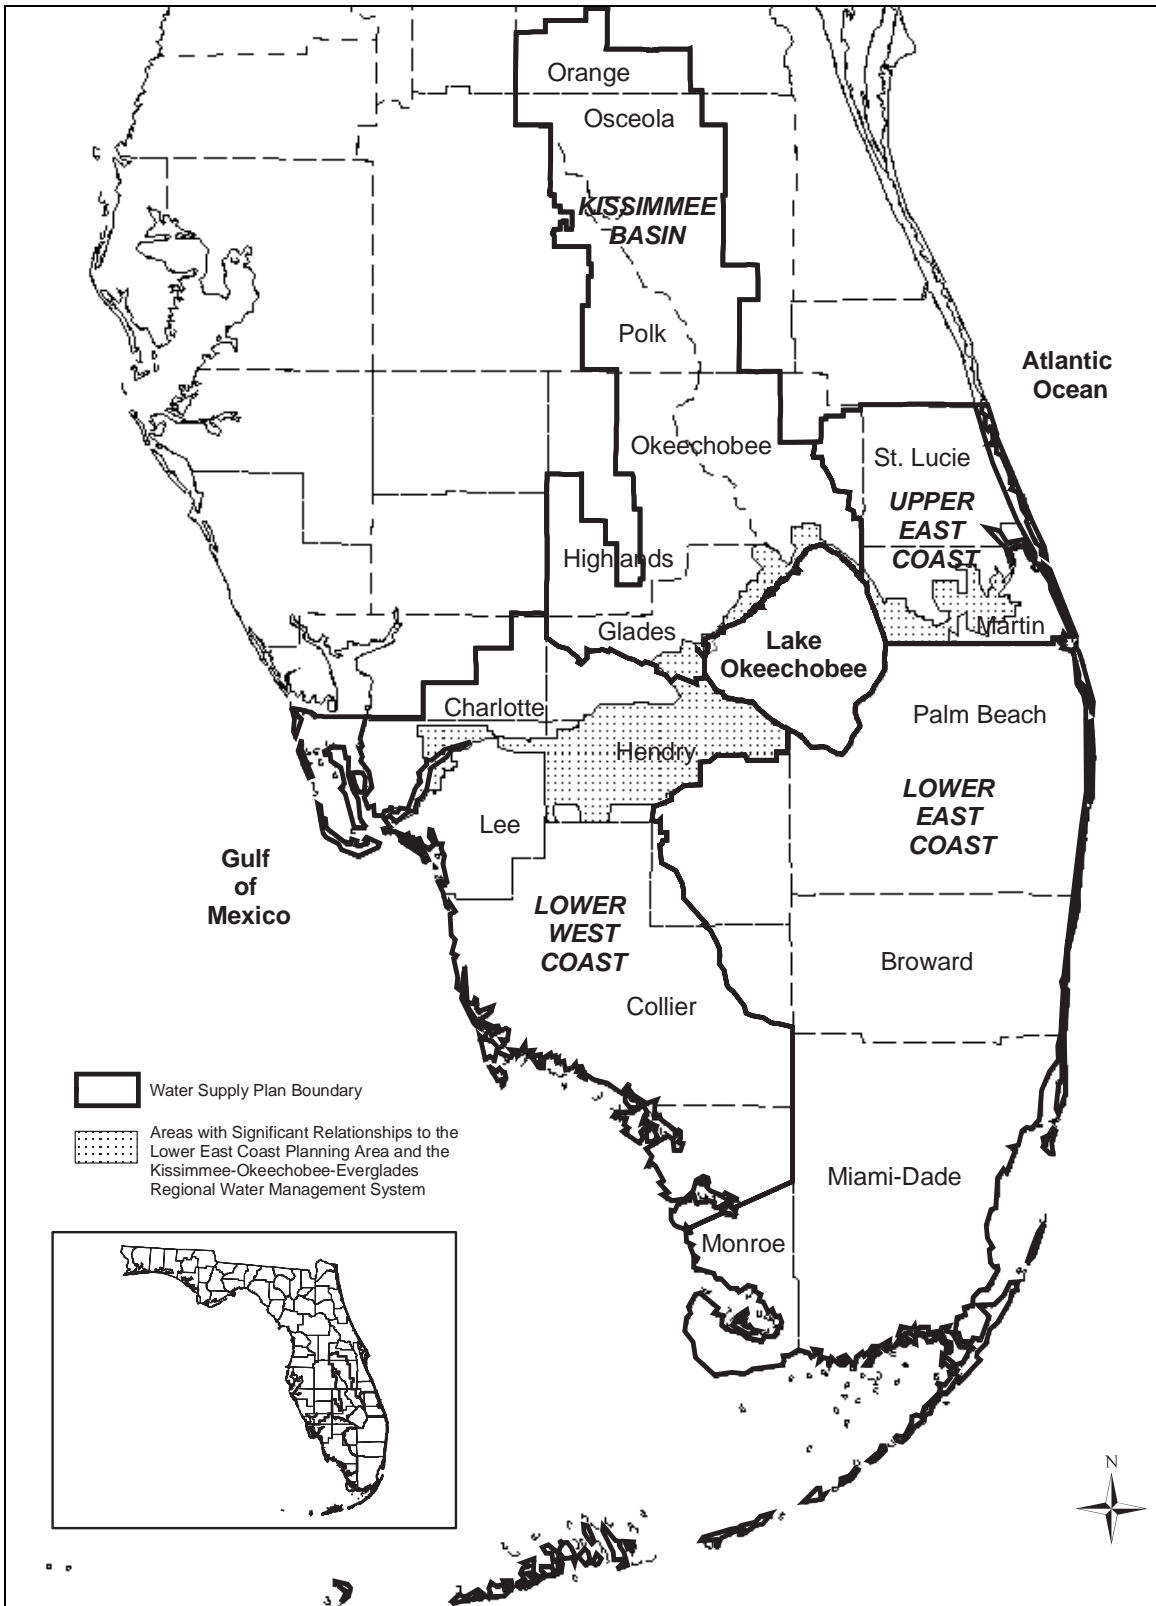 Orange
Osceola
KISSIMMEE
BASIN
Polk
Atlantic
Ocean
Okeechobee
St. Lucie
UPPER
EAST
COAST
Highlands
Glades
Martin
Lake
Okeechobee
Charlotte
Palm Beach
Hendry
LOWER
EAST
COAST
Lee
Gulf
of
Mexico
LOWER
WEST
COAST
Broward
Collier
Water Supply Plan Boundary
Areas with Significant Relationships to the
Lower East Coast Planning Area and the
Kissimmee-Okeechobee-Everglades
Regional Water Management System
Miami-Dade
Monroe
N